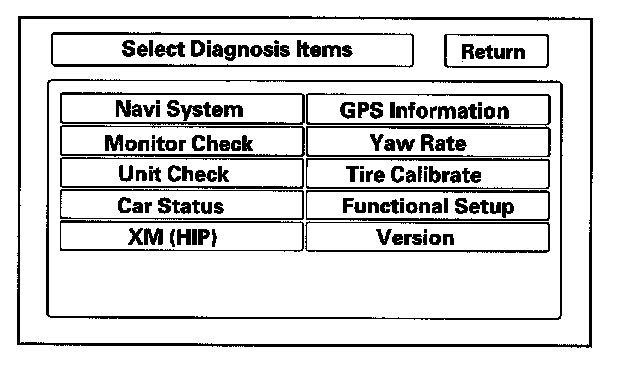 Select Diagnosis Items Return
Navi System GPS Information
Monitor Check Yaw Rate
Unit Check Tire Calibrate
Car Status Functional Setup
XM (HIP) Version